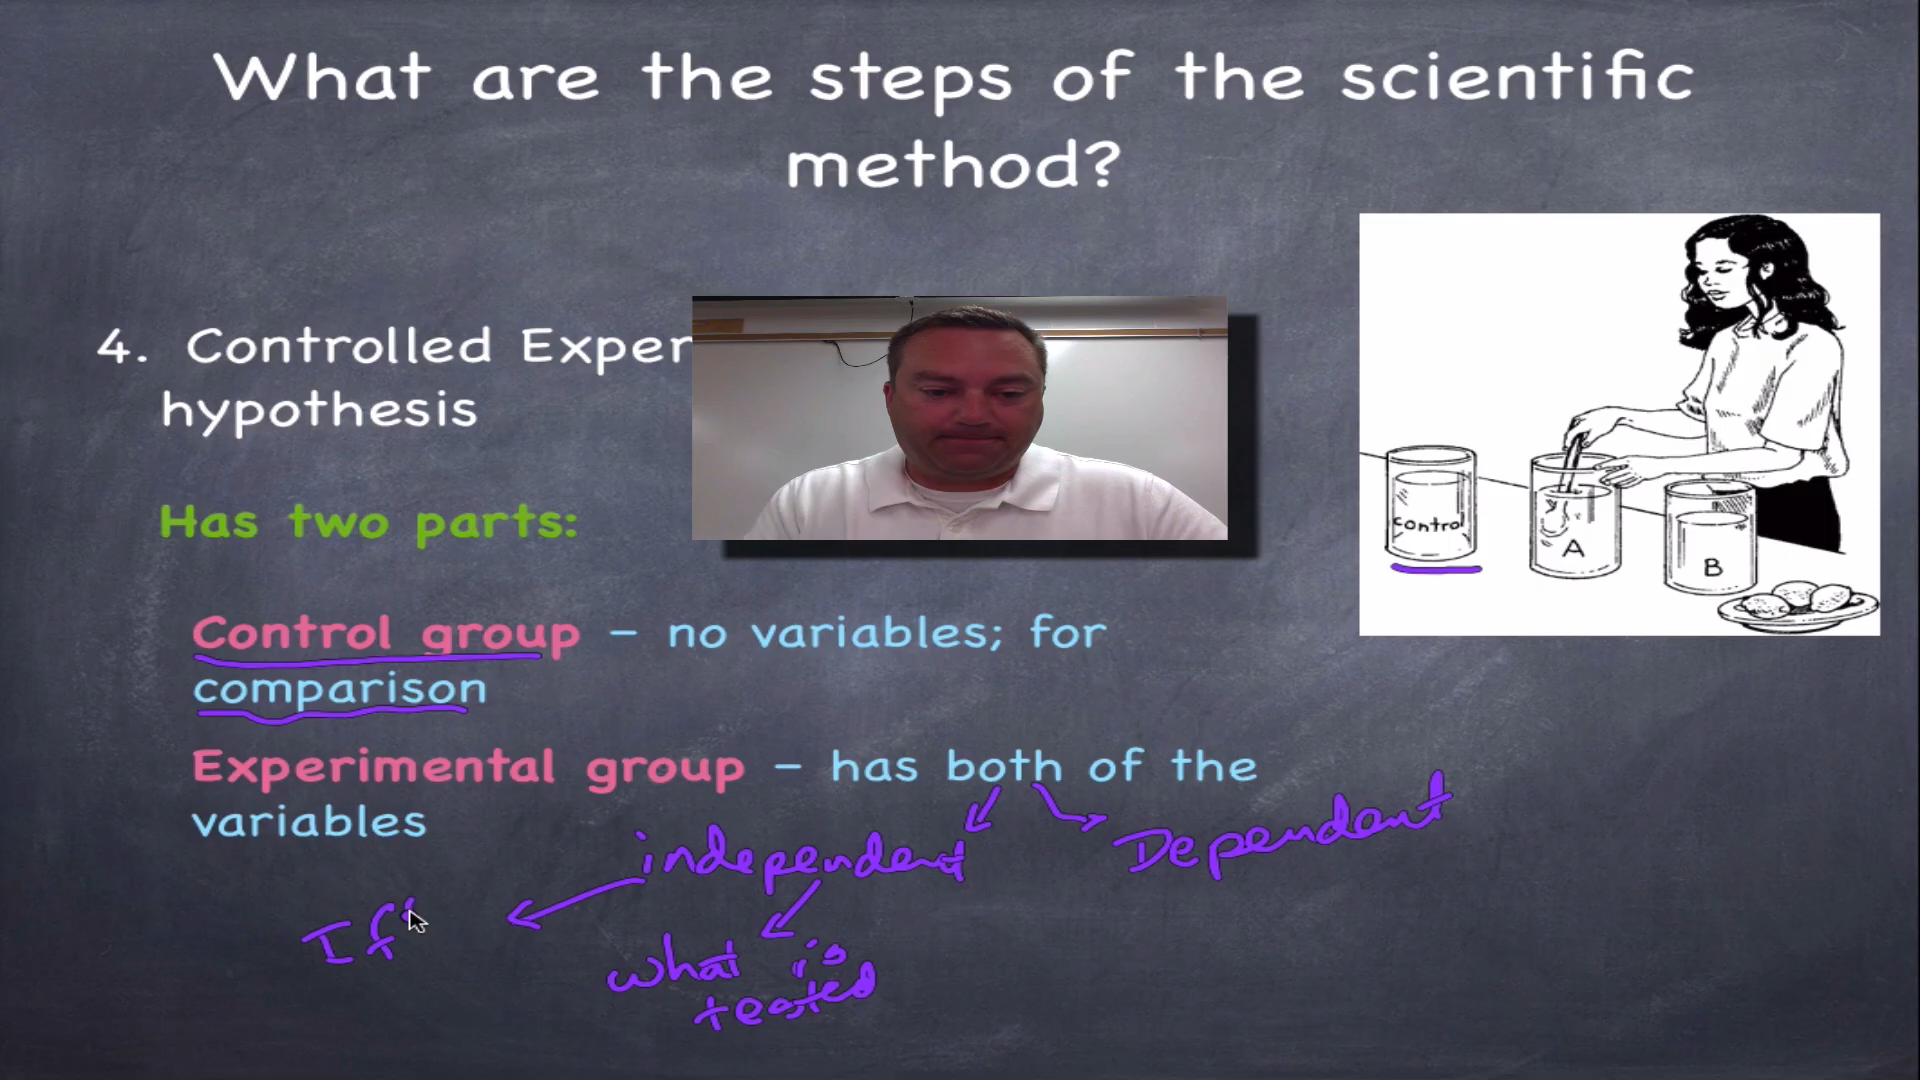 What are the steps of the scientific
method?
4. Controlled Exper
hypothesis
Has two parts:
Control group – no variables; for
comparison
Experimental group – has both of the
variables
independent
Dependent
If
what is
tested
control
A
B